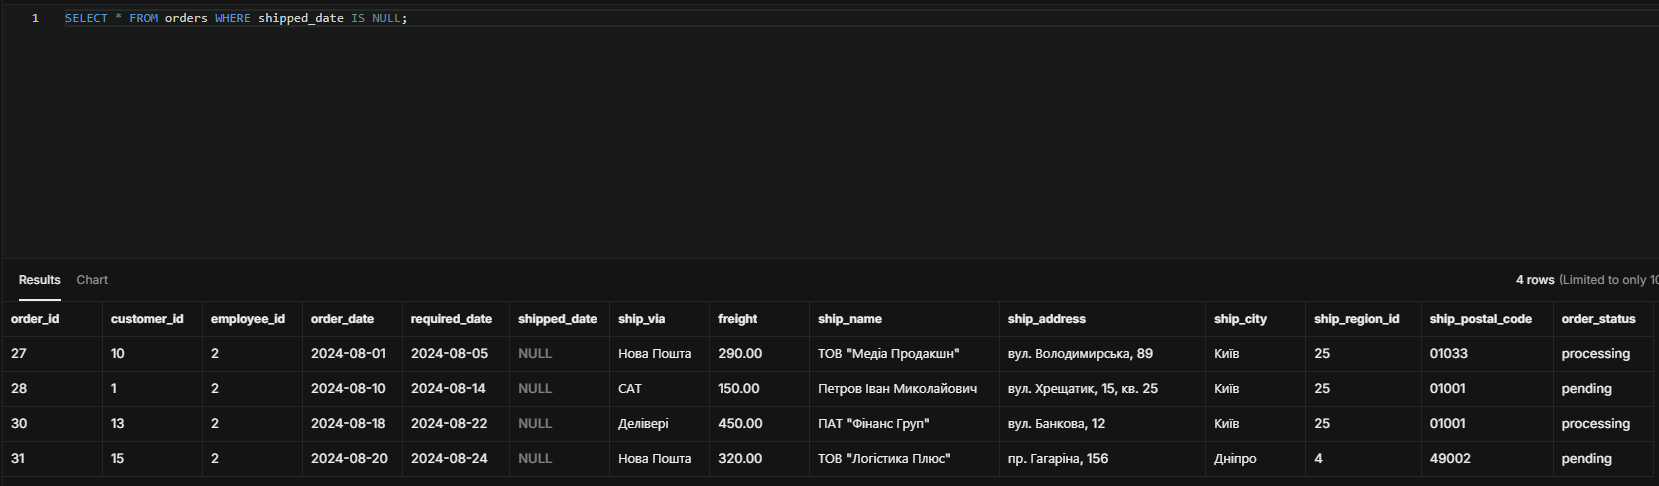 1 SELECT * FROM orders WHERE shipped_date IS NULL;
Results Chart 4 rows (Limited to only 10
order_id customer_id employee_id order_date required_date shipped_date ship_via freight ship_name ship_address ship_city ship_region_id ship_postal_code order_status
27 10 2 2024-08-01 2024-08-05 NULL Нова Пошта 290.00 ТОВ "Медіа Продакшн" вул. Володимирська, 89 Київ 25 01033 processing
28 1 2 2024-08-10 2024-08-14 NULL САТ 150.00 Петров Іван Миколайович вул. Хрещатик, 15, кв. 25 Київ 25 01001 pending
30 13 2 2024-08-18 2024-08-22 NULL Делівері 450.00 ПАТ "Фінанс Груп" вул. Банкова, 12 Київ 25 01001 processing
31 15 2 2024-08-20 2024-08-24 NULL Нова Пошта 320.00 ТОВ "Логістика Плюс" пр. Гагаріна, 156 Дніпро 4 49002 pending